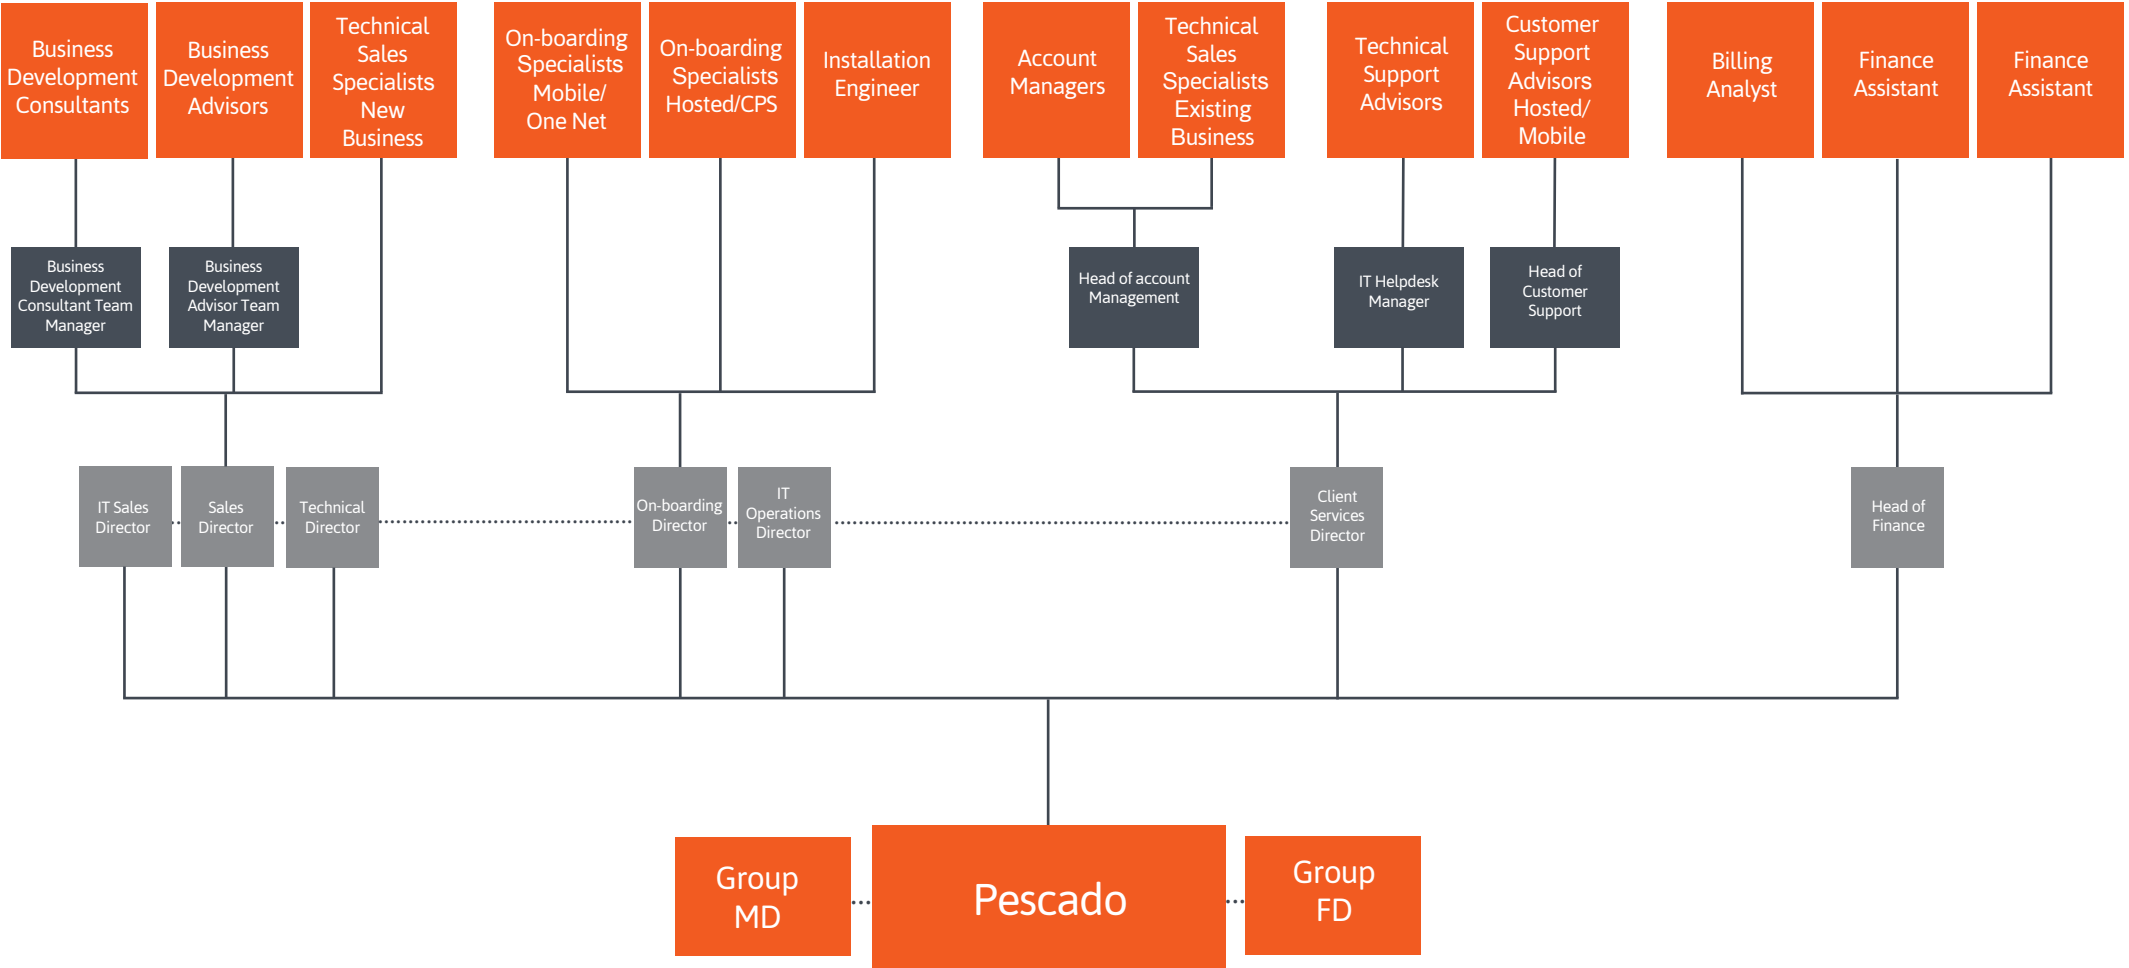 Business
Development
Consultants
Business
Development
Advisors
Technical
Sales
Specialists
New
Business
On-boarding
Specialists
Mobile/
One Net
On-boarding
Specialists
Hosted/CPS
Installation
Engineer
Account
Managers
Technical
Sales
Specialists
Existing
Business
Technical
Support
Advisors
Customer
Support
Advisors
Hosted/
Mobile
Billing
Analyst
Finance
Assistant
Finance
Assistant
Business
Development
Consultant Team
Manager
Business
Development
Advisor Team
Manager
Head of account
Management
IT Helpdesk
Manager
Head of
Customer
Support
IT Sales
Director
Sales
Director
Technical
Director
On-boarding
Director
IT
Operations
Director
Client
Services
Director
Head of
Finance
Group
MD
Pescado
Group
FD